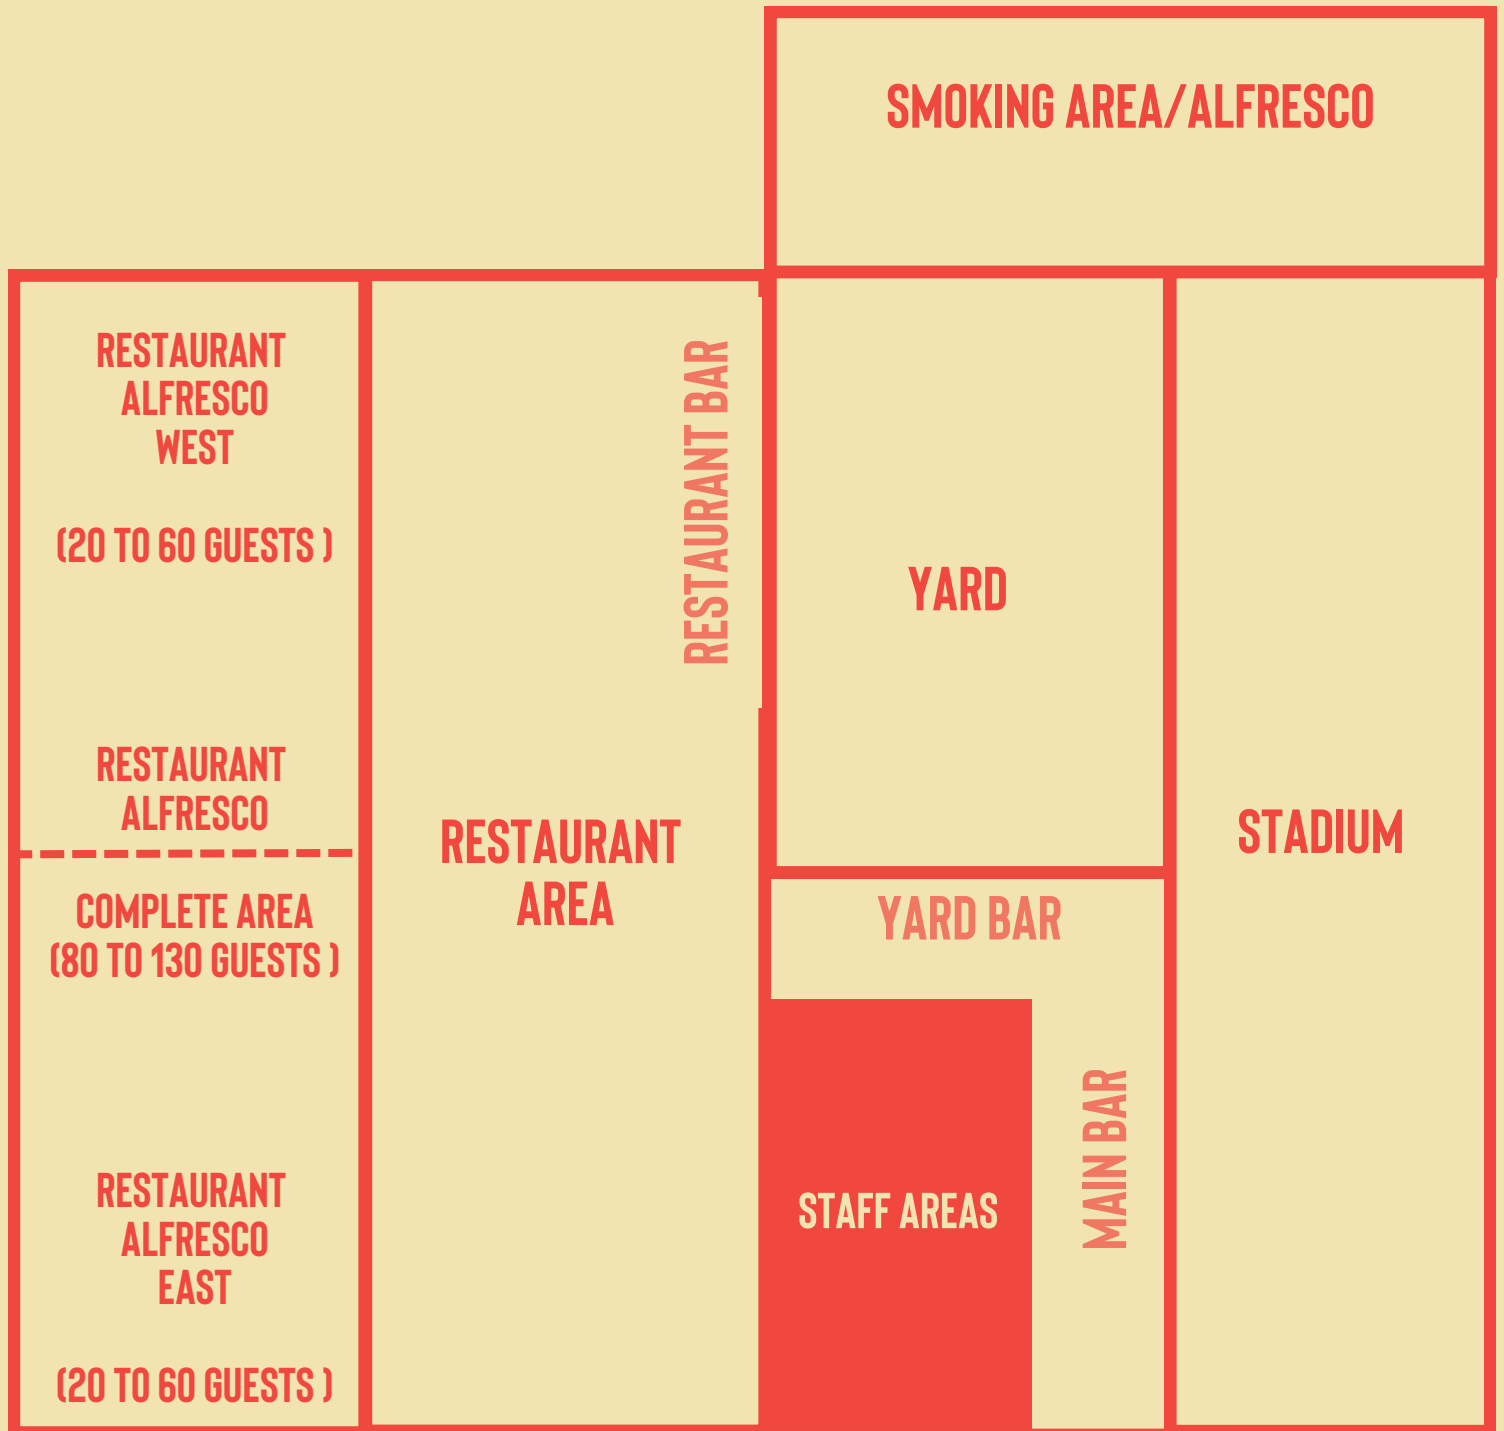 SMOKING AREA/ALFRESCO
RESTAURANT
ALFRESCO
WEST
(20 TO 60 GUESTS )
RESTAURANT
ALFRESCO
COMPLETE AREA
(80 TO 130 GUESTS )
RESTAURANT
ALFRESCO
EAST
(20 TO 60 GUESTS )
RESTAURANT
AREA
RESTAURANT BAR
YARD
YARD BAR
STAFF AREAS
MAIN BAR
STADIUM